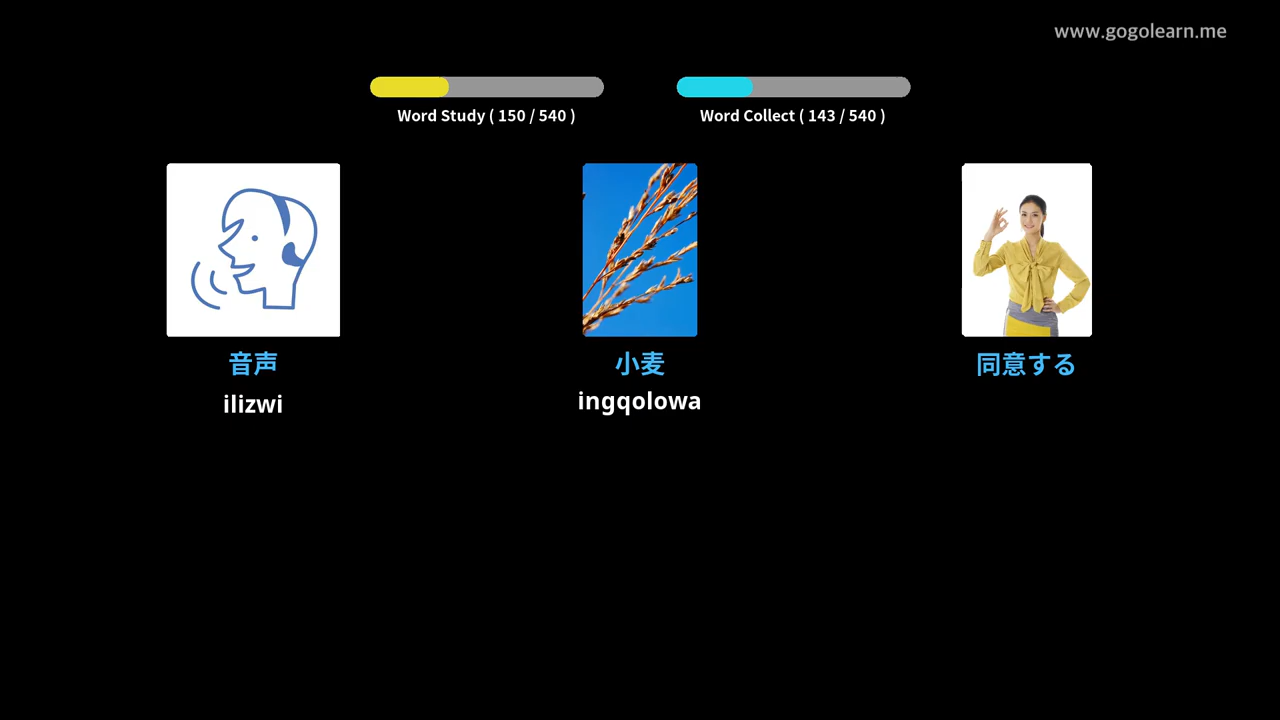 www.gogolearn.me
Word Study ( 150 / 540 )
Word Collect ( 143 / 540 )
音声
ilizwi
小麦
ingqolowa
同意する